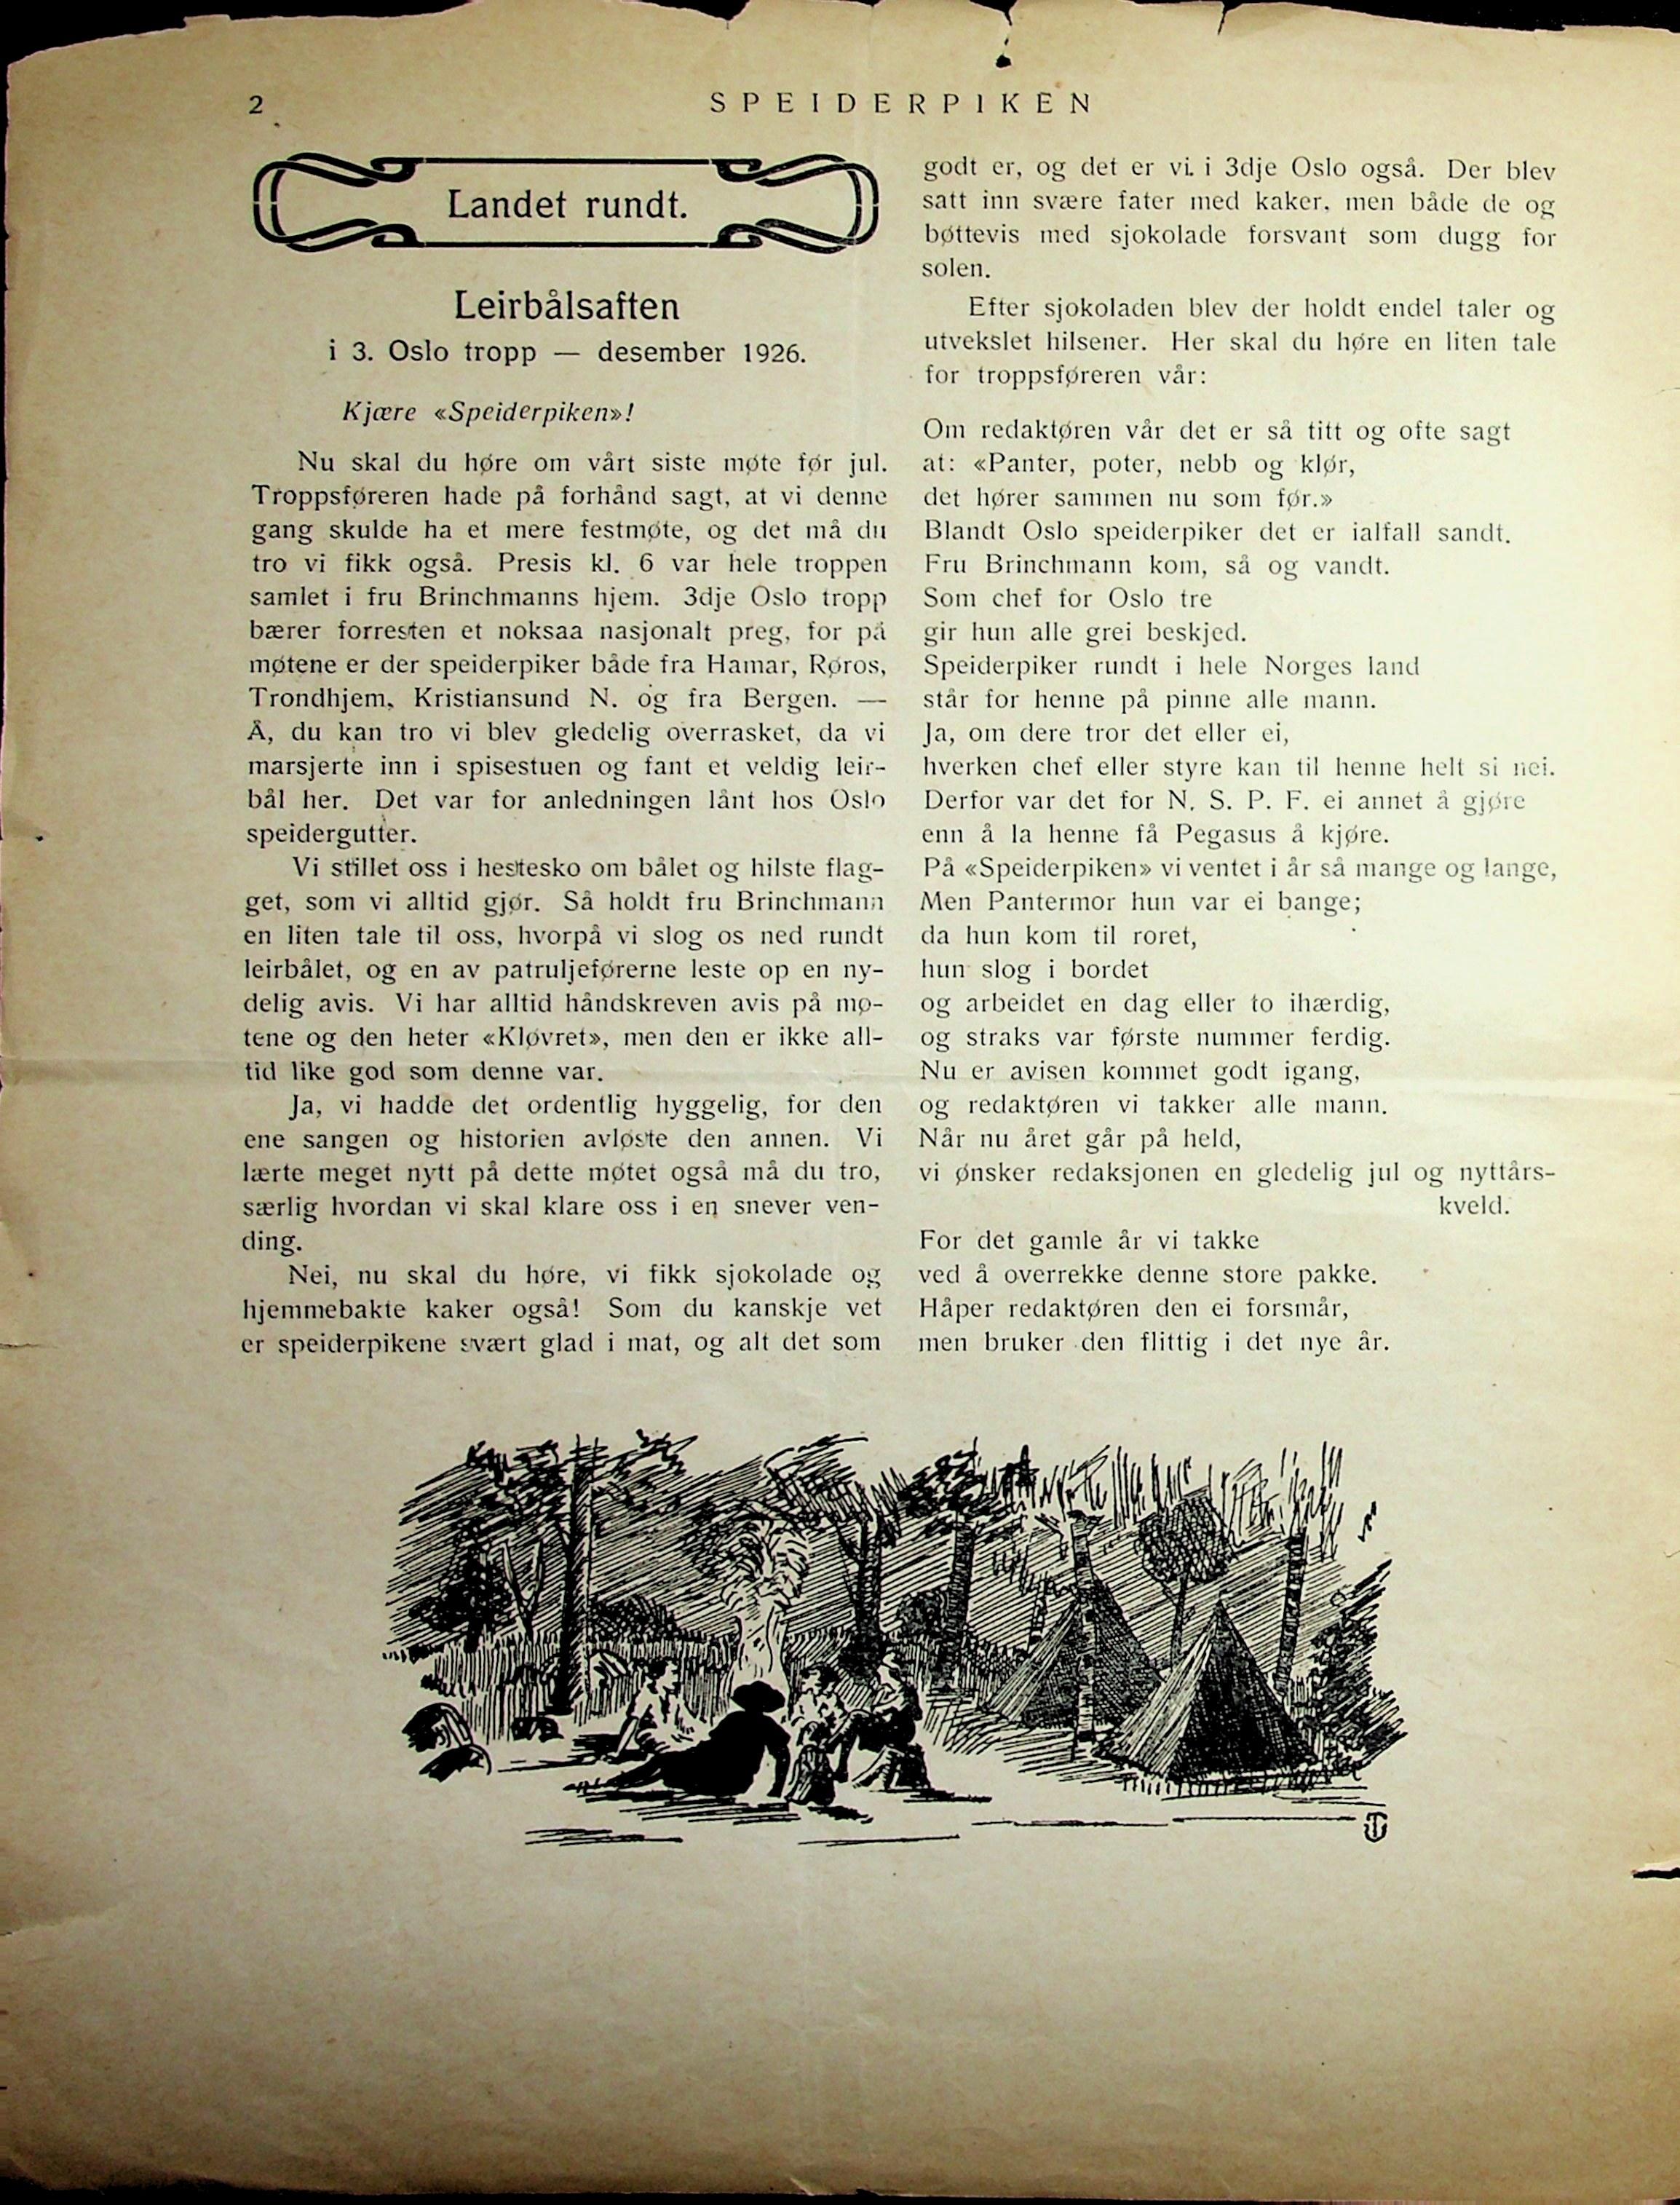 2
SPEIDERPIKEN
Landet rundt.
Leirbålsaften
i 3. Oslo tropp — desember 1926.
Kjære «Speiderpiken»!
Nu skal du høre om vårt siste møte før jul.
Troppsføreren hade på forhånd sagt, at vi denne
gang skulde ha et mere festmøte, og det må du
tro vi fikk også. Presis kl. 6 var hele troppen
samlet i fru Brinchmanns hjem. 3dje Oslo tropp
bærer forresten et noksaa nasjonalt preg, for på
møtene er der speiderpiker både fra Hamar, Røros,
Trondhjem, Kristiansund N. og fra Bergen. —
Å, du kan tro vi blev gledelig overrasket, da vi
marsjerte inn i spisestuen og fant et veldig leir-
bål her. Det var for anledningen lånt hos Oslo
speidergutter.
Vi stillet oss i hestesko om bålet og hilste flag-
get, som vi alltid gjør. Så holdt fru Brinchmann
en liten tale til oss, hvorpå vi slog os ned rundt
leirbålet, og en av patruljeførerne leste op en ny-
delig avis. Vi har alltid håndskreven avis på mø-
tene og den heter «Kløvret», men den er ikke all-
tid like god som denne var.
Ja, vi hadde det ordentlig hyggelig, for den
ene sangen og historien avløste den annen. Vi
lærte meget nytt på dette møtet også må du tro,
særlig hvordan vi skal klare oss i en snever ven-
ding.
Nei, nu skal du høre, vi fikk sjokolade og
hjemmebakte kaker også! Som du kanskje vet
er speiderpikene svært glad i mat, og alt det som
godt er, og det er vi i 3dje Oslo også. Der blev
satt inn svære fater med kaker, men både de og
bøttevis med sjokolade forsvant som dugg for
solen.
Efter sjokoladen blev der holdt endel taler og
utvekslet hilsener. Her skal du høre en liten tale
for troppsføreren vår:
Om redaktøren vår det er så titt og ofte sagt
at: «Panter, poter, nebb og klør,
det hører sammen nu som før.»
Blandt Oslo speiderpiker det er ialfall sandt.
Fru Brinchmann kom, så og vandt.
Som chef for Oslo tre
gir hun alle grei beskjed.
Speiderpiker rundt i hele Norges land
står for henne på pinne alle mann.
Ja, om dere tror det eller ei,
hverken chef eller styre kan til henne helt si nei.
Derfor var det for N. S. P. F. ei annet å gjøre
enn å la henne få Pegasus å kjøre.
På «Speiderpiken» vi ventet i år så mange og lange,
Men Pantermor hun var ei bange;
da hun kom til roret,
hun slog i bordet
og arbeidet en dag eller to ihærdig,
og straks var første nummer ferdig.
Nu er avisen kommet godt igang,
og redaktøren vi takker alle mann.
Når nu året går på held,
vi ønsker redaksjonen en gledelig jul og nyttårs-
kveld.
For det gamle år vi takke
ved å overrekke denne store pakke.
Håper redaktøren den ei forsmår,
men bruker den flittig i det nye år.